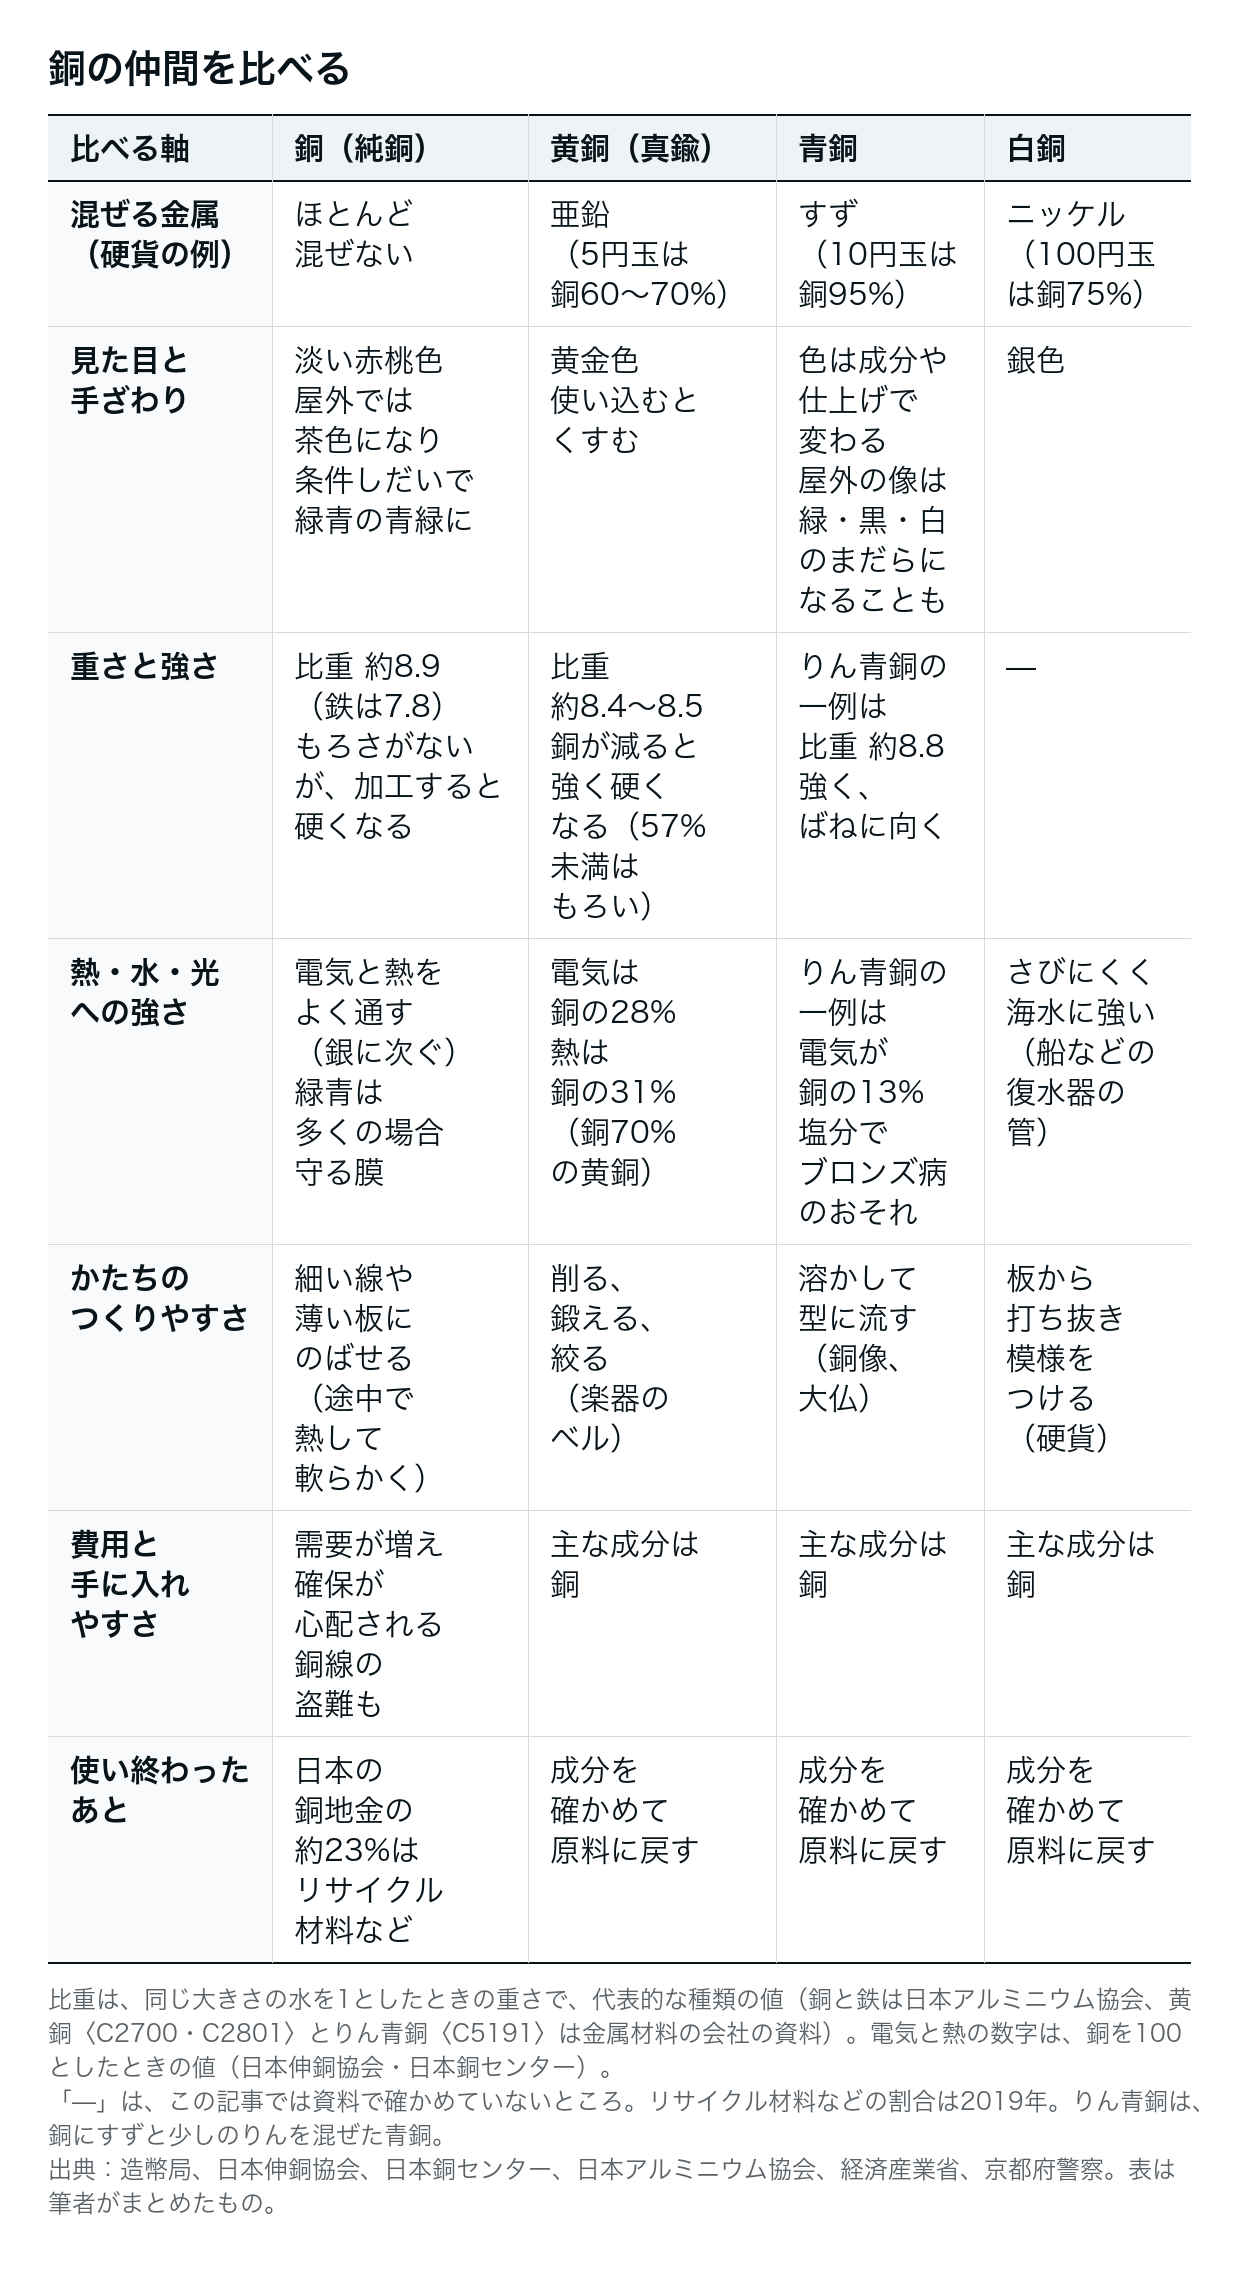 銅の仲間を比べる
比べる軸
銅（純銅）
黄銅（真鍮）
青銅
白銅
混ぜる金属
（硬貨の例）
ほとんど
混ぜない
亜鉛
（5円玉は
銅60〜70%）
すず
（10円玉は
銅95%）
ニッケル
（100円玉
は銅75%）
見た目と
手ざわり
淡い赤桃色
屋外では
茶色になり
条件しだいで
緑青の青緑に
黄金色
使い込むと
くすむ
色は成分や
仕上げで
変わる
屋外の像は
緑・黒・白
のまだらに
なることも
銀色
重さと強さ
比重 約8.9
（鉄は7.8）
もろさがない
が、加工すると
硬くなる
比重
約8.4〜8.5
銅が減ると
強く硬く
なる（57%
未満は
もろい）
りん青銅の
一例は
比重 約8.8
強く、
ばねに向く
—
熱・水・光
への強さ
電気と熱を
よく通す
（銀に次ぐ）
緑青は
多くの場合
守る膜
電気は
銅の28%
熱は
銅の31%
（銅70%
の黄銅）
りん青銅の
一例は
電気が
銅の13%
塩分で
ブロンズ病
のおそれ
さびにくく
海水に強い
（船などの
復水器の
管）
かたちの
つくりやすさ
細い線や
薄い板に
のばせる
（途中で
熱して
軟らかく）
削る、
鍛える、
絞る
（楽器の
ベル）
溶かして
型に流す
（銅像、
大仏）
板から
打ち抜き
模様を
つける
（硬貨）
費用と
手に入れ
やすさ
需要が増え
確保が
心配される
銅線の
盗難も
主な成分は
銅
主な成分は
銅
主な成分は
銅
使い終わった
あと
日本の
銅地金の
約23%は
リサイクル
材料など
成分を
確かめて
原料に戻す
成分を
確かめて
原料に戻す
成分を
確かめて
原料に戻す
比重は、同じ大きさの水を1としたときの重さで、代表的な種類の値（銅と鉄は日本アルミニウム協会、黄
銅〈C2700・C2801〉とりん青銅〈C5191〉は金属材料の会社の資料）。電気と熱の数字は、銅を100
としたときの値（日本伸銅協会・日本銅センター）。
「—」は、この記事では資料で確かめていないところ。リサイクル材料などの割合は2019年。りん青銅は、
銅にすずと少しのりんを混ぜた青銅。
出典：造幣局、日本伸銅協会、日本銅センター、日本アルミニウム協会、経済産業省、京都府警察。表は
筆者がまとめたもの。